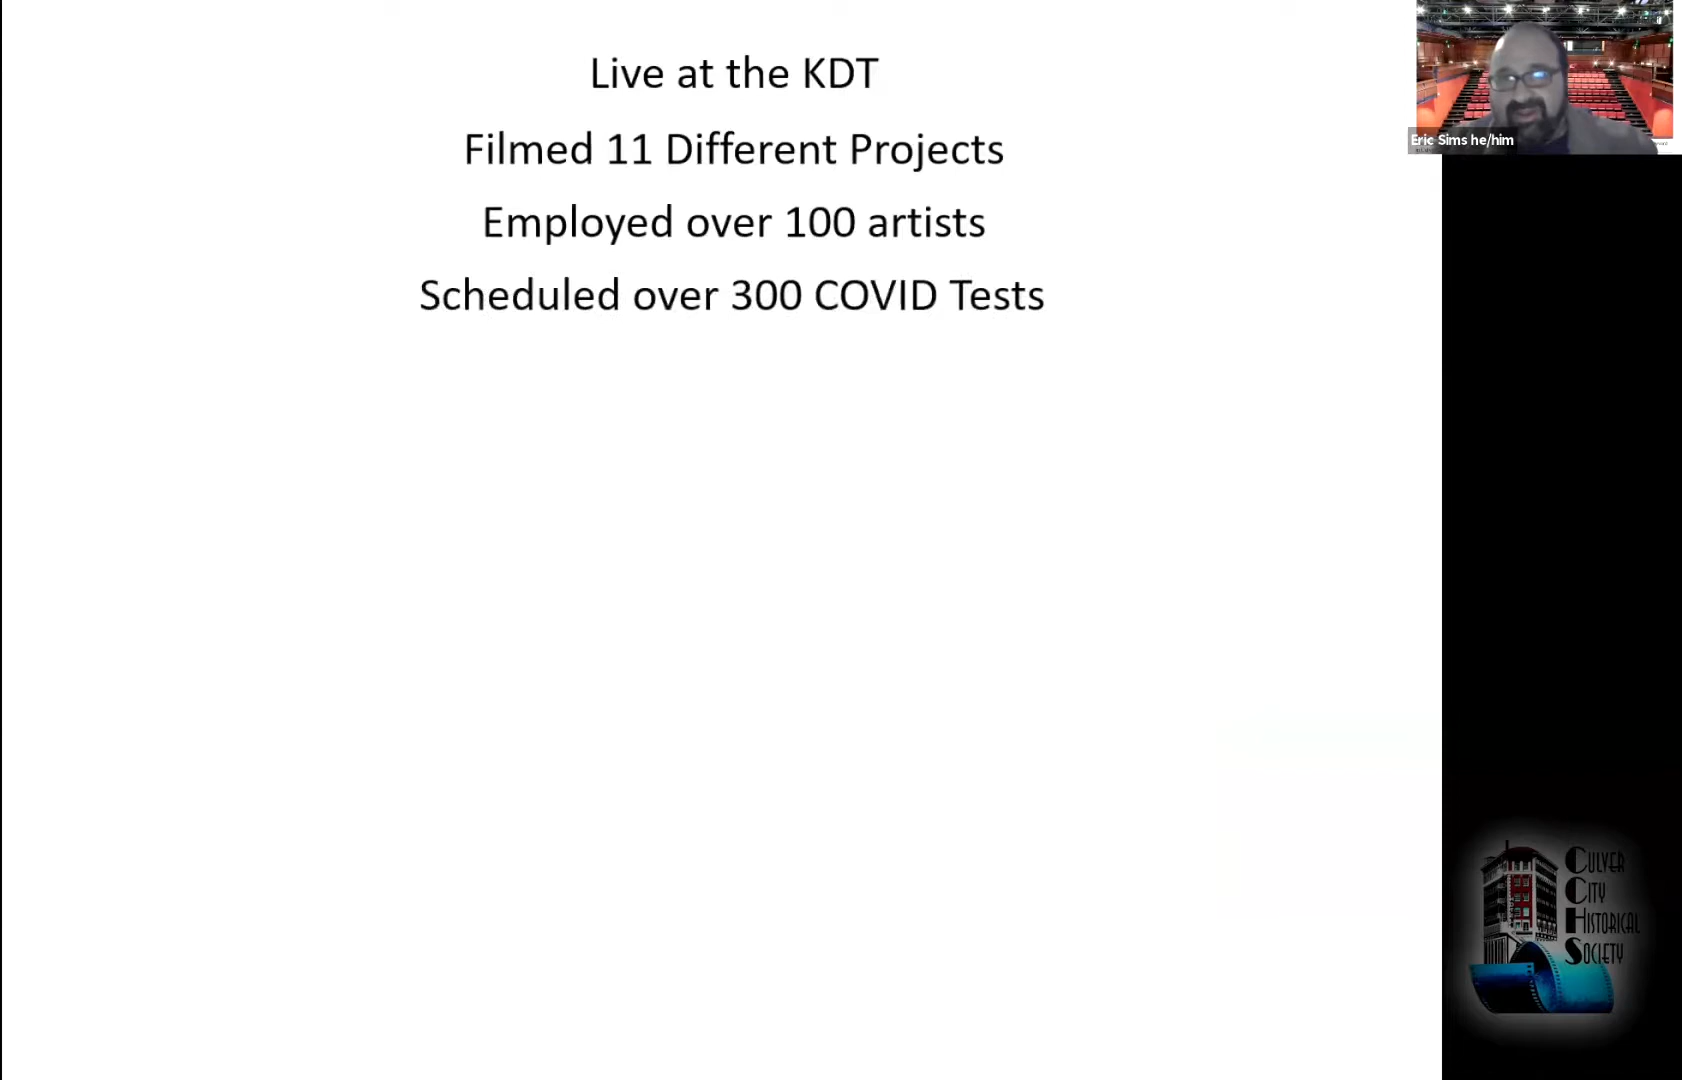 Live at the KDT
Filmed 11 Different Projects
Employed over 100 artists
Scheduled over 300 COVID Tests
Eric Sims he/him
CULVER
CITY
HISTORICAL
SOCIETY